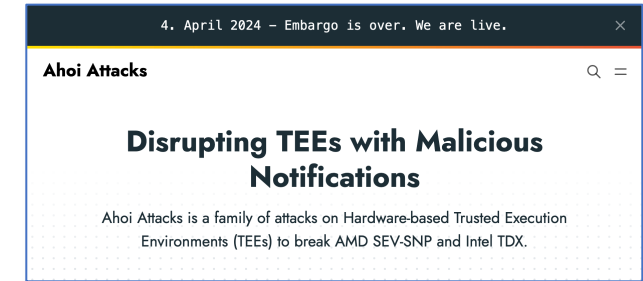 4. April 2024 – Embargo is over. We are live.
Ahoi Attacks
Disrupting TEEs with Malicious
Notifications
Ahoi Attacks is a family of attacks on Hardware-based Trusted Execution
Environments (TEEs) to break AMD SEV-SNP and Intel TDX.